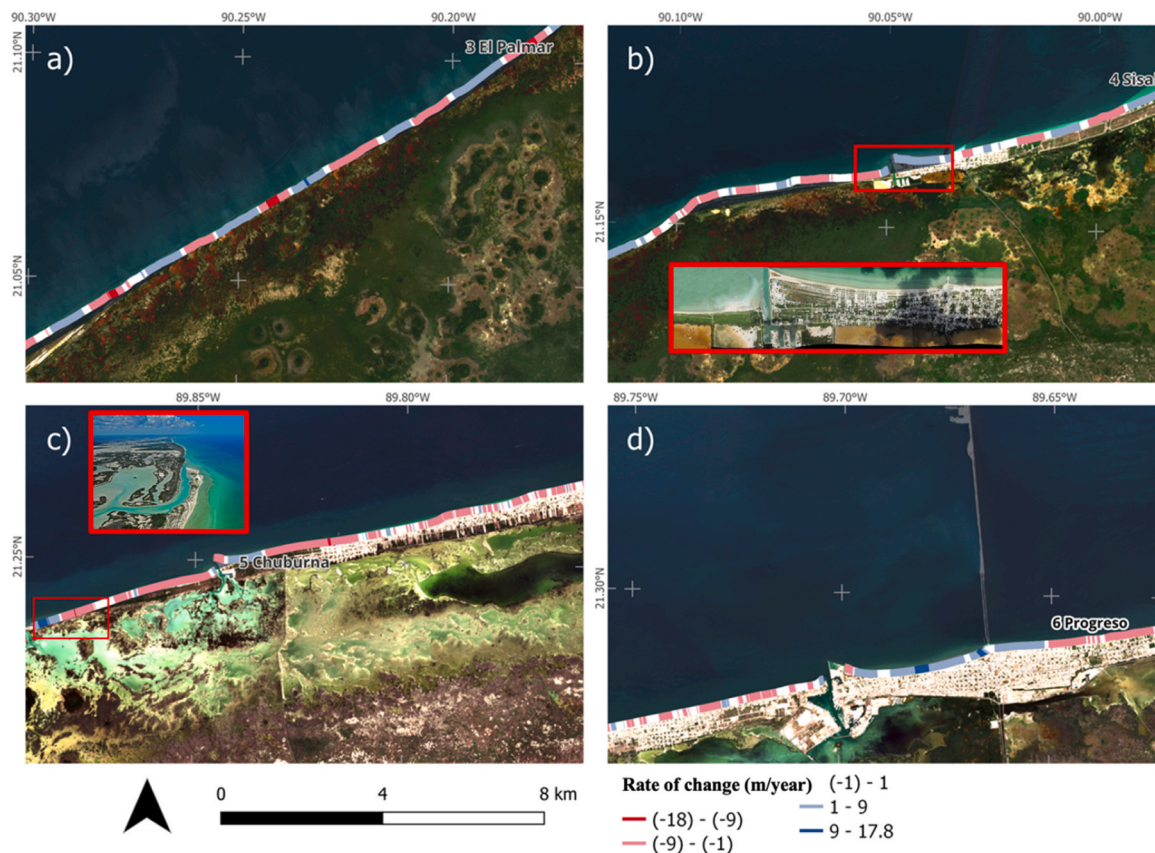 90.30°W 90.25°W 90.20°W
90.10°W 90.05°W 90.00°W
21.10°N
a)
3 El Palmar
21.05°N
b)
4 Sisal
21.15°N
89.85°W 89.80°W
89.75°W 89.70°W 89.65°W
c)
21.25°N
5 Chuburna
d)
21.30°N
6 Progreso
0 4 8 km
Rate of change (m/year)
(-18) - (-9)
(-9) - (-1)
(-1) - 1
1 - 9
9 - 17.8